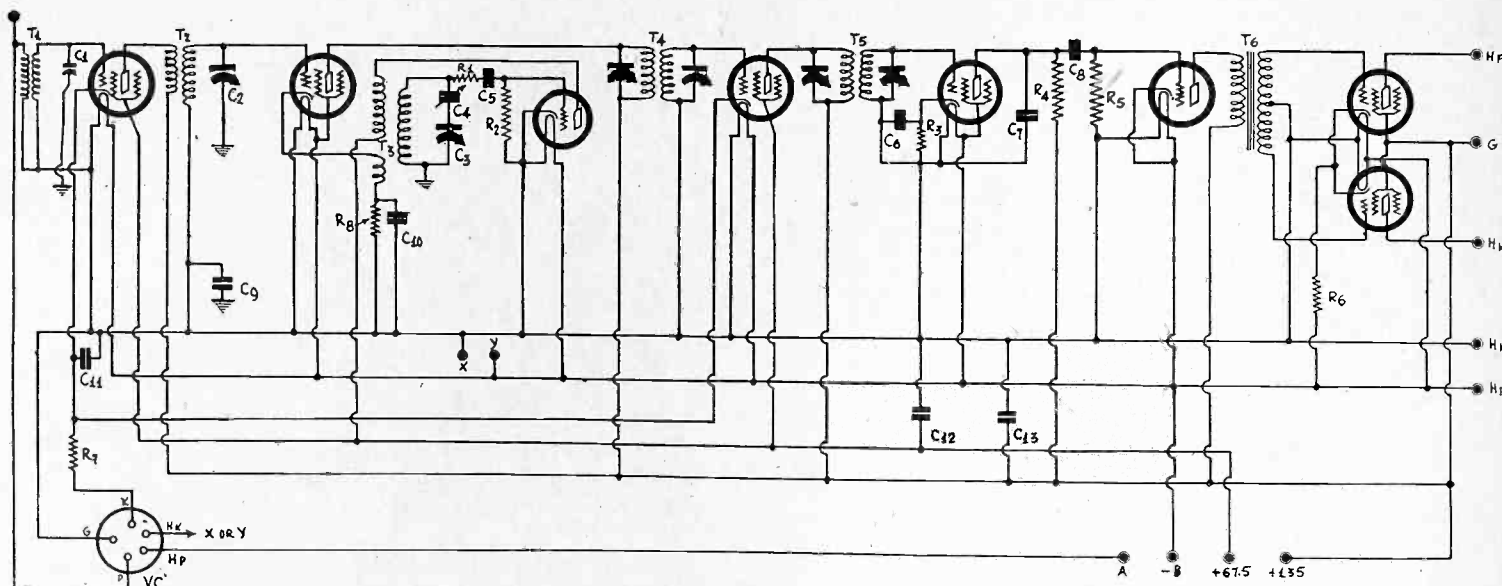 T1
C1
T2
C2
T3
R1
C4
C5
C3
R2
T4
T5
C6
R3
C7
R4
C8
R5
T6
HP
G
HK
R8
C10
C9
X
Y
C11
R7
C12
C13
R6
K
G
-
HK
X OR Y
HP
P
VC
A
-B
+67.5
+135